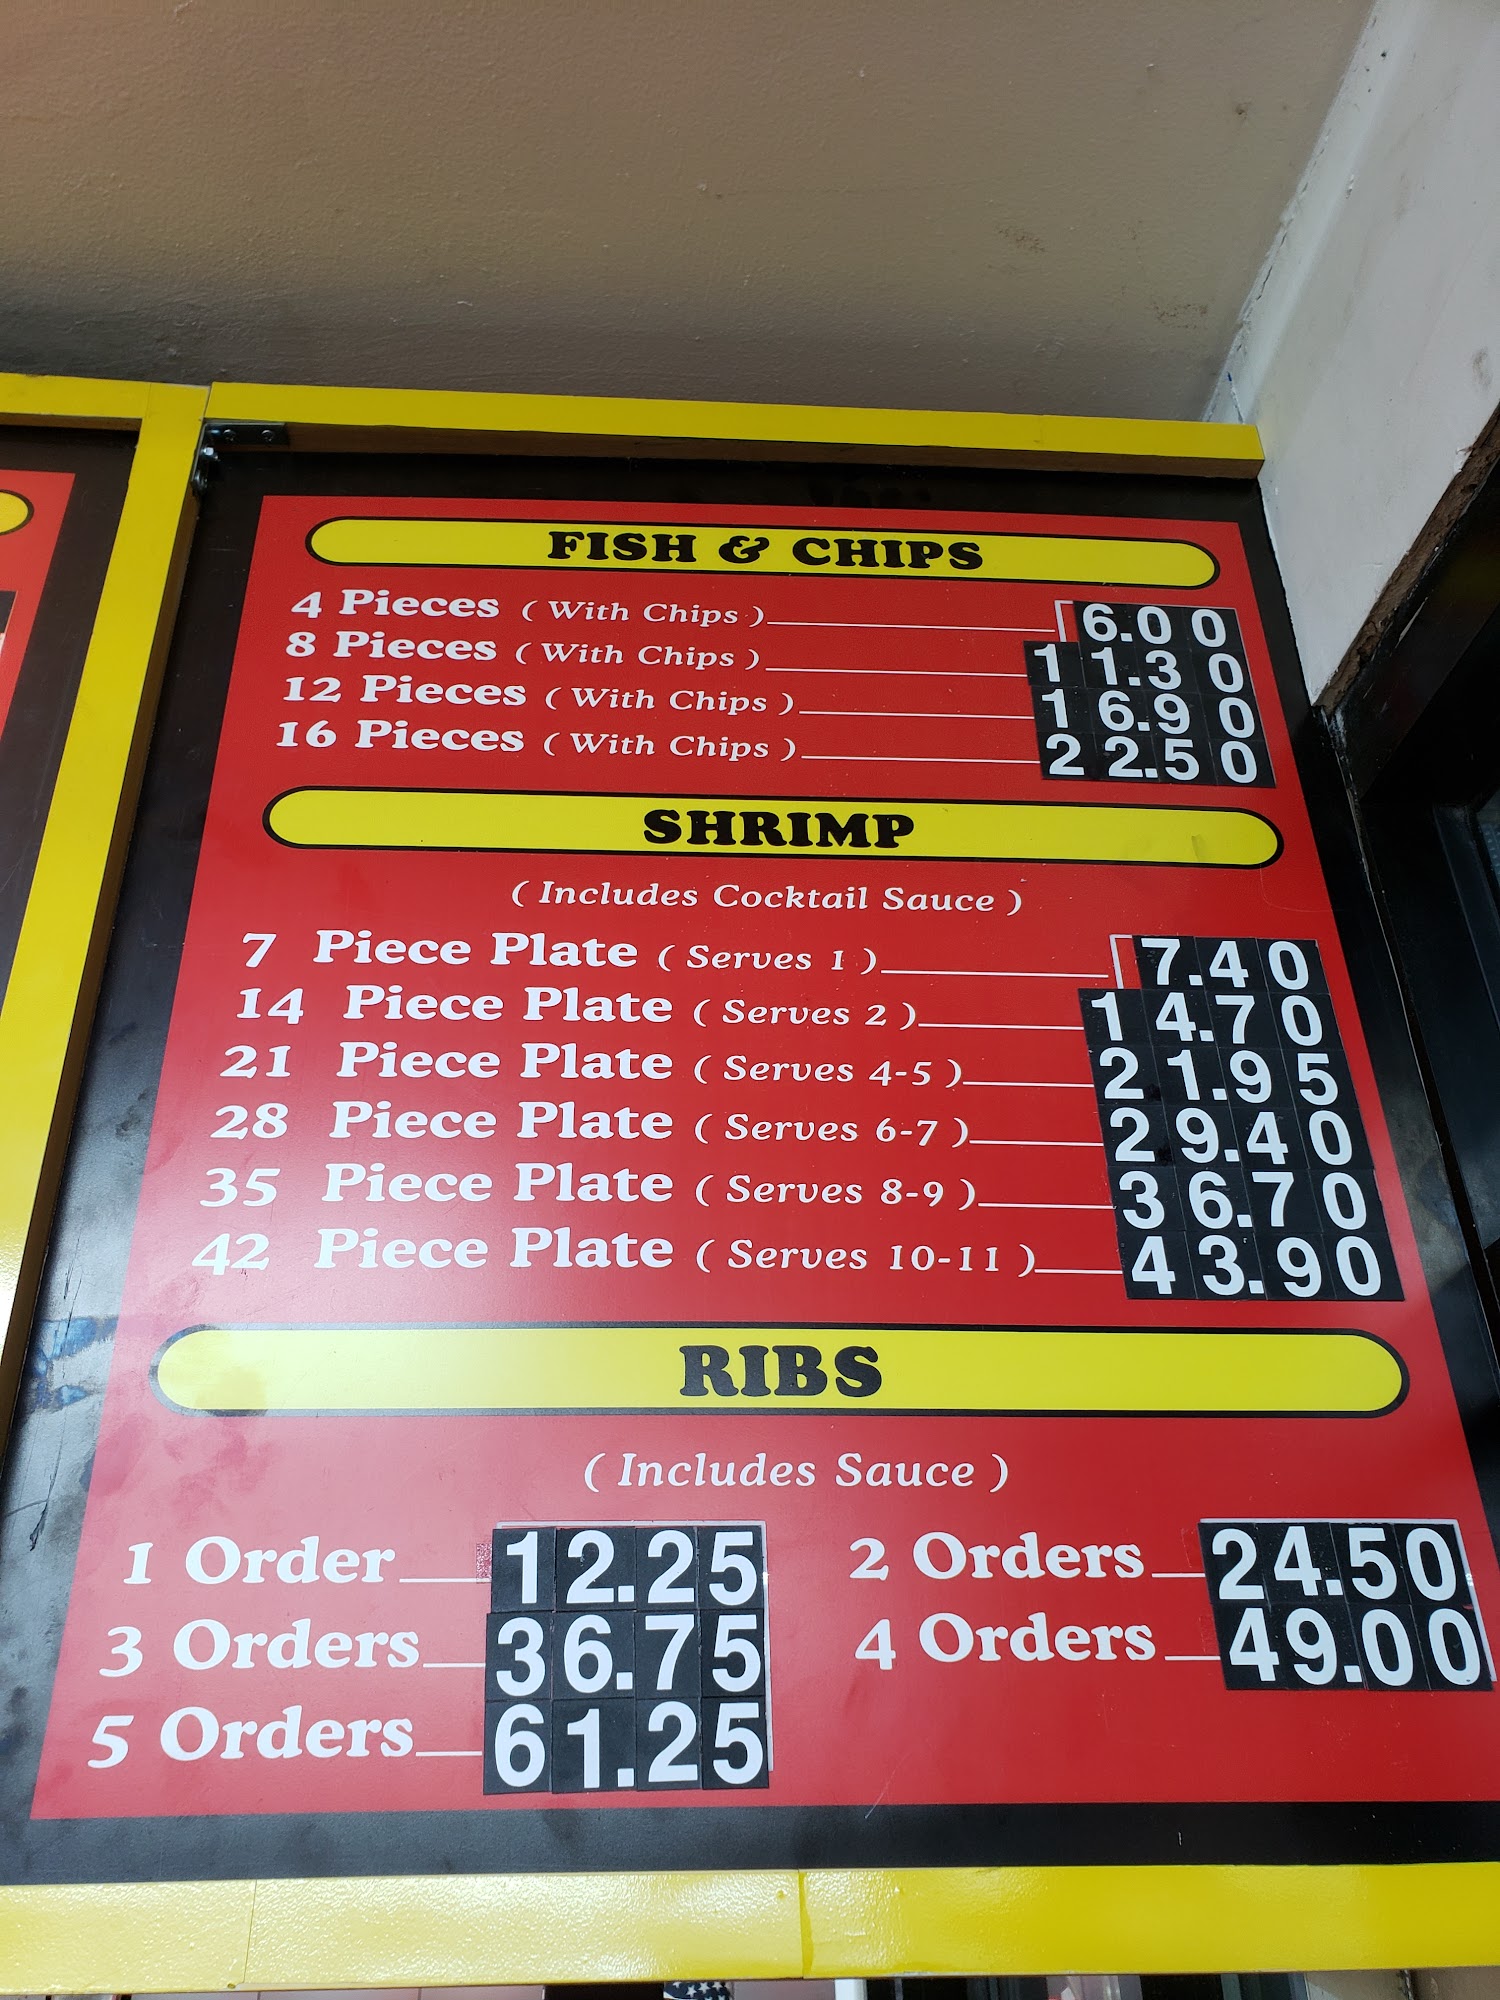 FISH & CHIPS
4 Pieces ( With Chips ) 6.00
8 Pieces ( With Chips ) 11.30
12 Pieces ( With Chips ) 16.90
16 Pieces ( With Chips ) 22.50
SHRIMP
( Includes Cocktail Sauce )
7 Piece Plate ( Serves 1 ) 7.40
14 Piece Plate ( Serves 2 ) 14.70
21 Piece Plate ( Serves 4-5 ) 21.95
28 Piece Plate ( Serves 6-7 ) 29.40
35 Piece Plate ( Serves 8-9 ) 36.70
42 Piece Plate ( Serves 10-11 ) 43.90
RIBS
( Includes Sauce )
1 Order 12.25 2 Orders 24.50
3 Orders 36.75 4 Orders 49.00
5 Orders 61.25